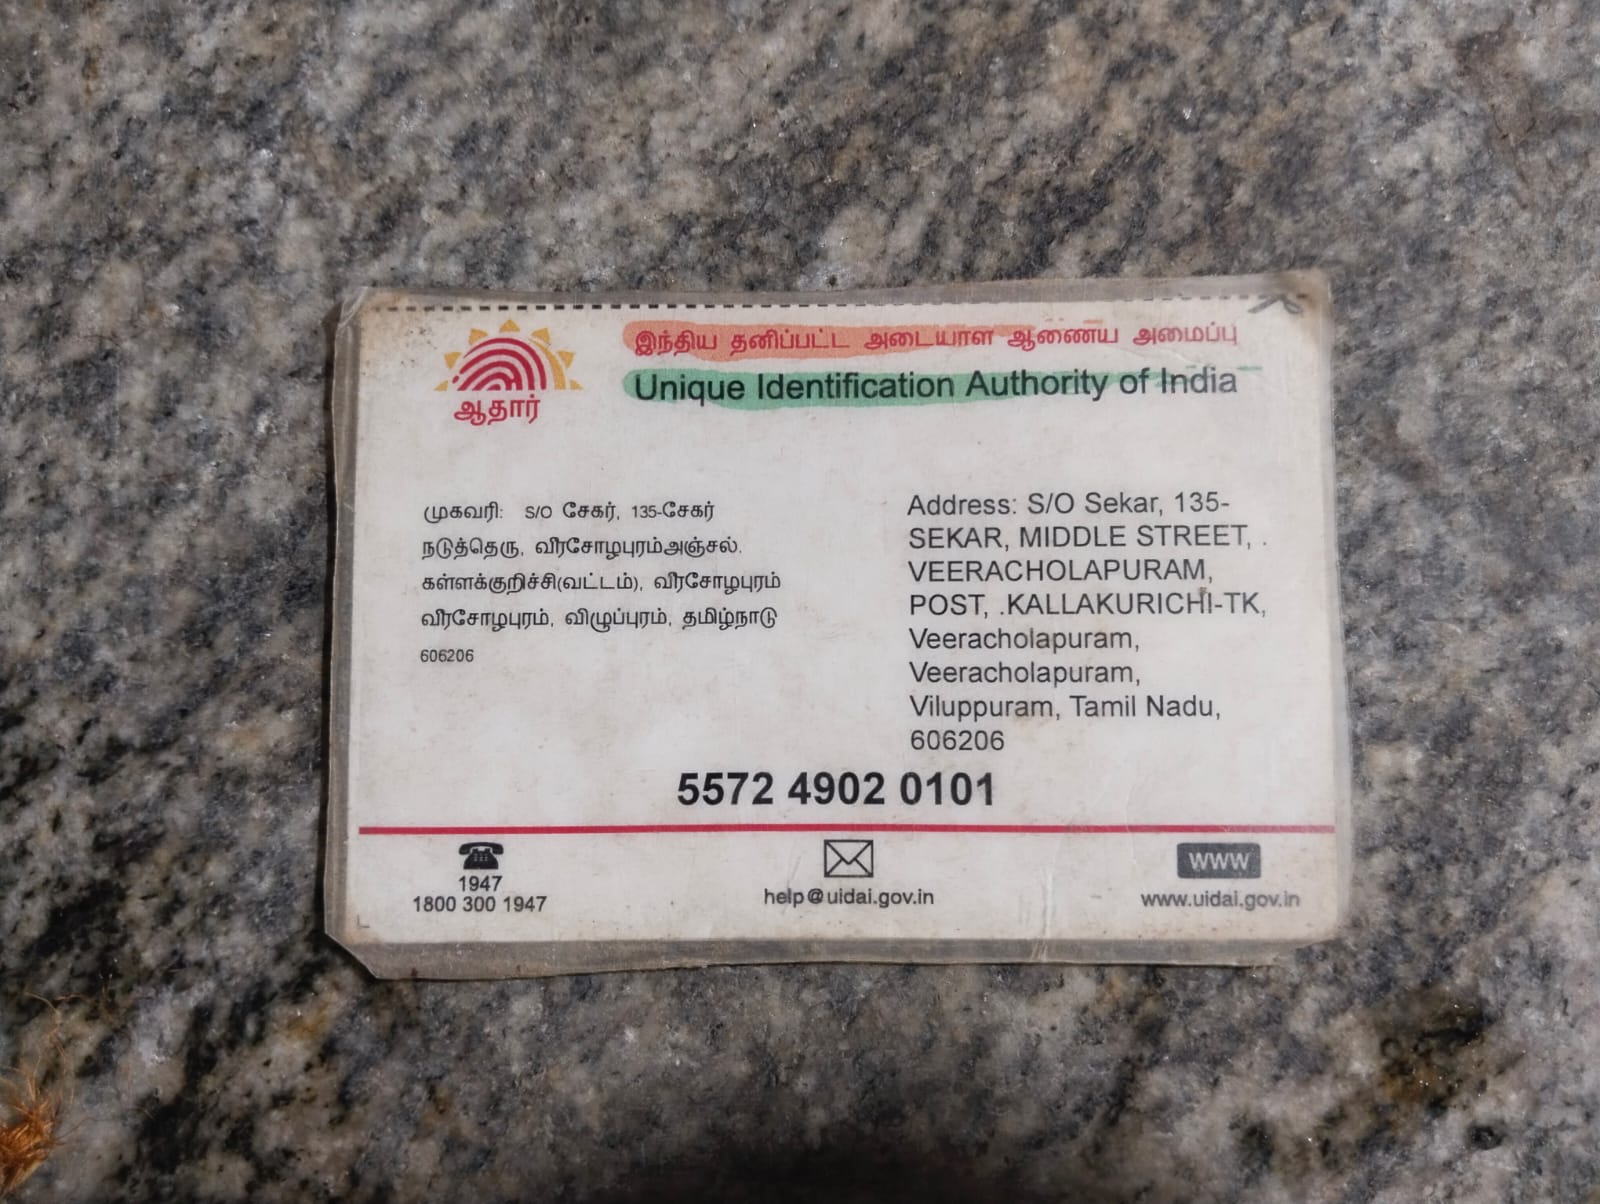 ஆதார்
இந்திய தனிப்பட்ட அடையாள ஆணைய அமைப்பு
Unique Identification Authority of India
முகவரி: S/O சேகர், 135-சேகர்
நடுத்தெரு, வீரசோழபுரம்அஞ்சல்.
கள்ளக்குறிச்சி(வட்டம்), வீரசோழபுரம்
வீரசோழபுரம், விழுப்புரம், தமிழ்நாடு
606206
Address: S/O Sekar, 135-
SEKAR, MIDDLE STREET, .
VEERACHOLAPURAM,
POST, .KALLAKURICHI-TK,
Veeracholapuram,
Veeracholapuram,
Viluppuram, Tamil Nadu,
606206
5572 4902 0101
1947
1800 300 1947
help@uidai.gov.in
www
www.uidai.gov.in